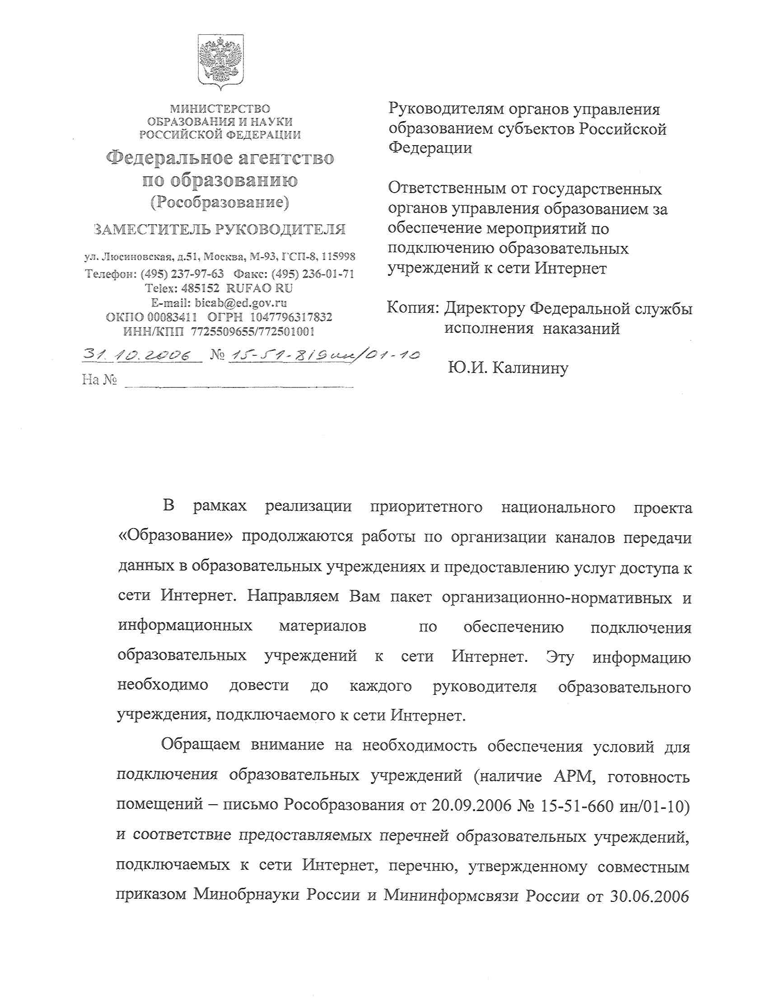 МИНИСТЕРСТВО
ОБРАЗОВАНИЯ И НАУКИ
РОССИЙСКОЙ ФЕДЕРАЦИИ
Федеральное агентство
по образованию
(Рособразование)
ЗАМЕСТИТЕЛЬ РУКОВОДИТЕЛЯ
ул. Люсиновская, д.51, Москва, М-93, ГСП-8, 115998
Телефон: (495) 237-97-63 Факс: (495) 236-01-71
Telex: 485152 RUFAO RU
E-mail: bicab@ed.gov.ru
ОКПО 00083411 ОГРН 1047796317832
ИНН/КПП 7725509655/772501001
31.10.2006 № 15-51-819ин/01-10
На №
Руководителям органов управления
образованием субъектов Российской
Федерации
Ответственным от государственных
органов управления образованием за
обеспечение мероприятий по
подключению образовательных
учреждений к сети Интернет
Копия: Директору Федеральной службы
исполнения наказаний
Ю.И. Калинину
В рамках реализации приоритетного национального проекта
«Образование» продолжаются работы по организации каналов передачи
данных в образовательных учреждениях и предоставлению услуг доступа к
сети Интернет. Направляем Вам пакет организационно-нормативных и
информационных материалов по обеспечению подключения
образовательных учреждений к сети Интернет. Эту информацию
необходимо довести до каждого руководителя образовательного
учреждения, подключаемого к сети Интернет.
Обращаем внимание на необходимость обеспечения условий для
подключения образовательных учреждений (наличие АРМ, готовность
помещений – письмо Рособразования от 20.09.2006 № 15-51-660 ин/01-10)
и соответствие предоставляемых перечней образовательных учреждений,
подключаемых к сети Интернет, перечню, утвержденному совместным
приказом Минобрнауки России и Мининформсвязи России от 30.06.2006